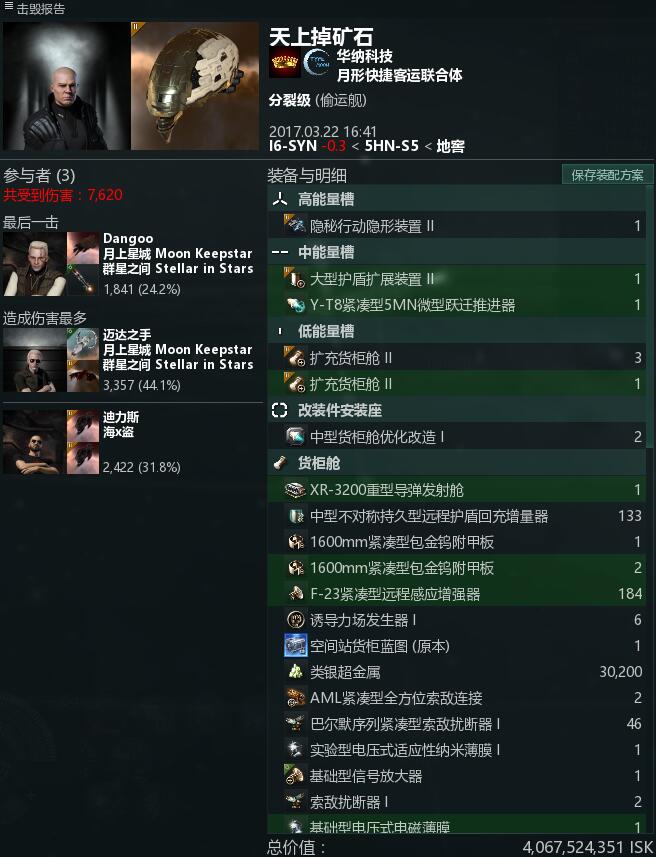 击毁报告
天上掉矿石
华纳科技
月形快捷客运联合体
分裂级 (偷运舰)
2017.03.22 16:41
I6-SYN -0.3 < 5HN-S5 < 地窖
参与者 (3)
共受到伤害：7,620
最后一击
Dangoo
月上星城 Moon Keepstar
群星之间 Stellar in Stars
1,841 (24.2%)
造成伤害最多
迈达之手
月上星城 Moon Keepstar
群星之间 Stellar in Stars
3,357 (44.1%)
迪力斯
海x盗
2,422 (31.8%)
装备与明细
保存装配方案
高能量槽
隐秘行动隐形装置 II 1
中能量槽
大型护盾扩展装置 II 1
Y-T8紧凑型5MN微型跃迁推进器 1
低能量槽
扩充货柜舱 II 3
扩充货柜舱 II 1
改装件安装座
中型货柜舱优化改造 I 2
货柜舱
XR-3200重型导弹发射舱 1
中型不对称持久型远程护盾回充增量器 133
1600mm紧凑型包金钨附甲板 1
1600mm紧凑型包金钨附甲板 2
F-23紧凑型远程感应增强器 184
诱导力场发生器 I 6
空间站货柜蓝图 (原本) 1
类银超金属 30,200
AML紧凑型全方位索敌连接 2
巴尔默序列紧凑型索敌扰断器 I 46
实验型电压式适应性纳米薄膜 I 1
基础型信号放大器 1
索敌扰断器 I 2
基础型电压式电磁薄膜 1
总价值： 4,067,524,351 ISK